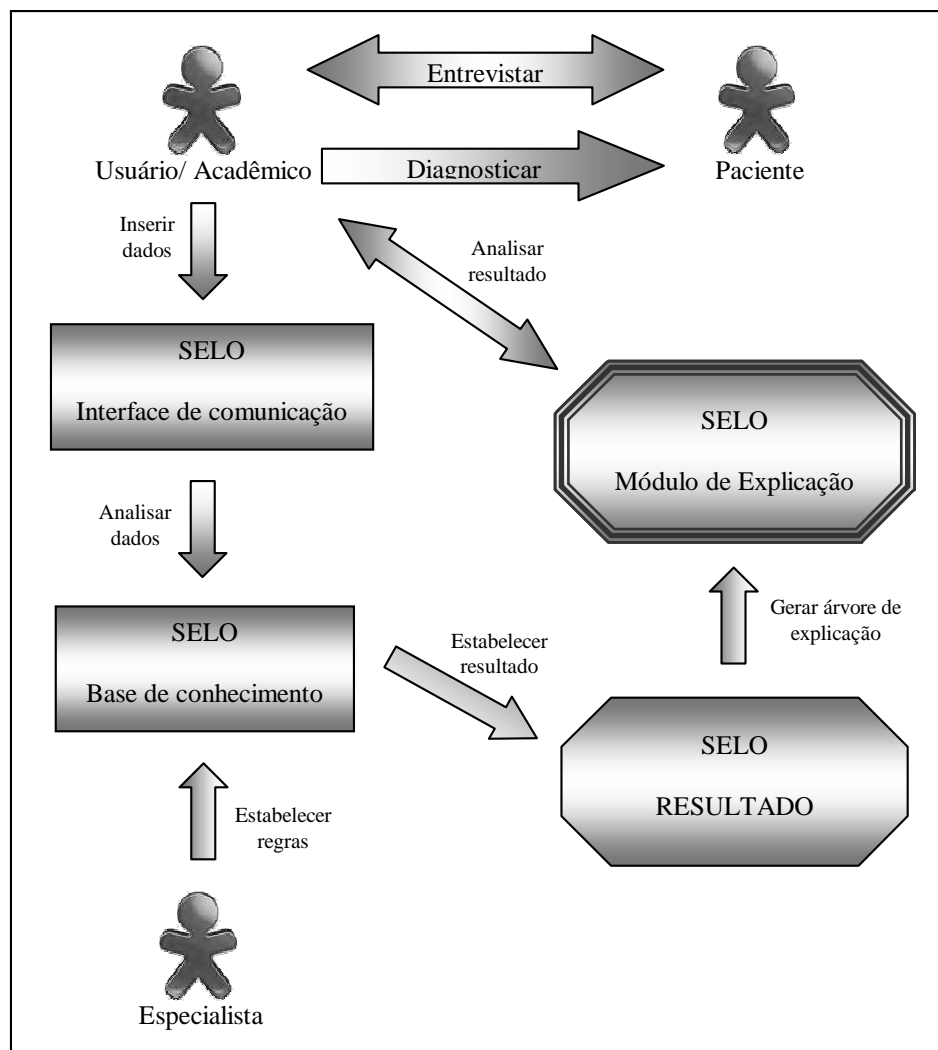 Entrevistar
Usuário/ Acadêmico
Diagnosticar
Paciente
Inserir
dados
Analisar
resultado
SELO
Interface de comunicação
SELO
Módulo de Explicação
Analisar
dados
SELO
Base de conhecimento
Estabelecer
resultado
Gerar árvore de
explicação
SELO
RESULTADO
Estabelecer
regras
Especialista